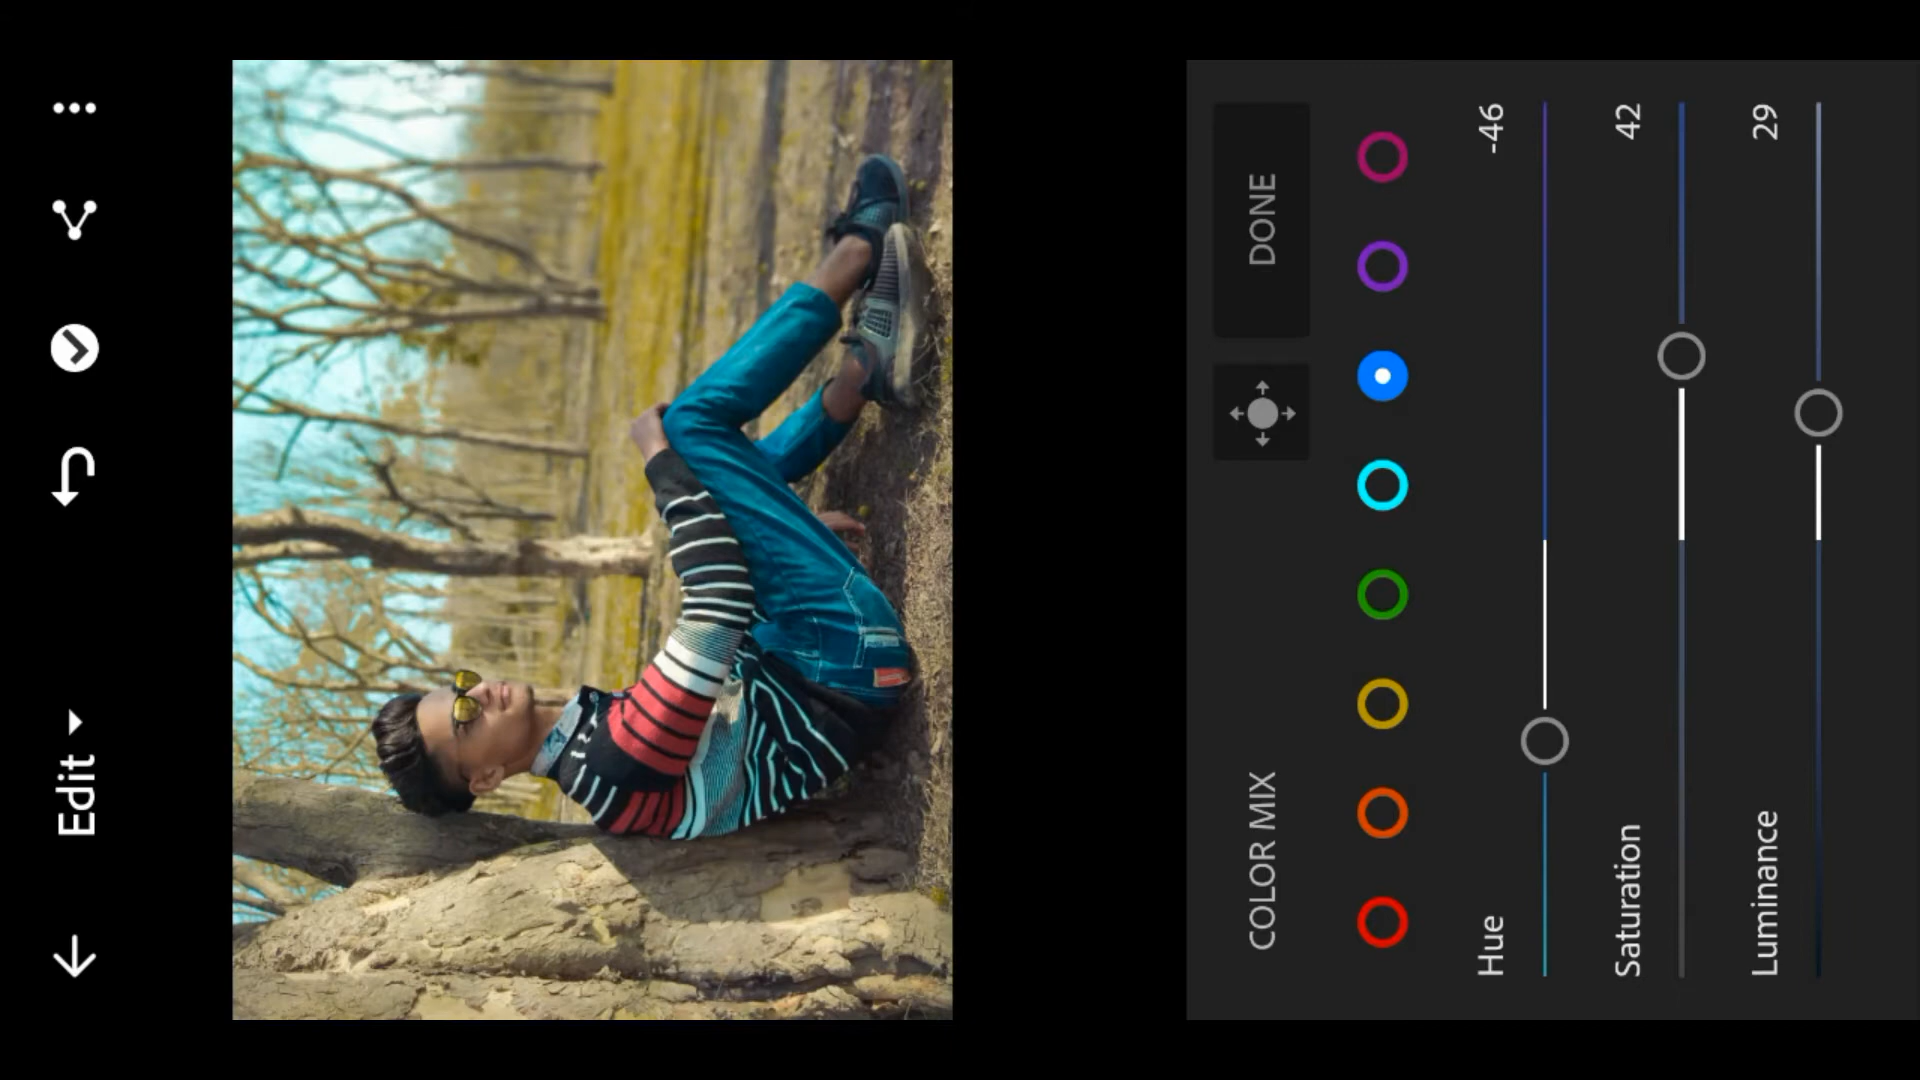 Edit
COLOR MIX
DONE
Hue -46
Saturation 42
Luminance 29